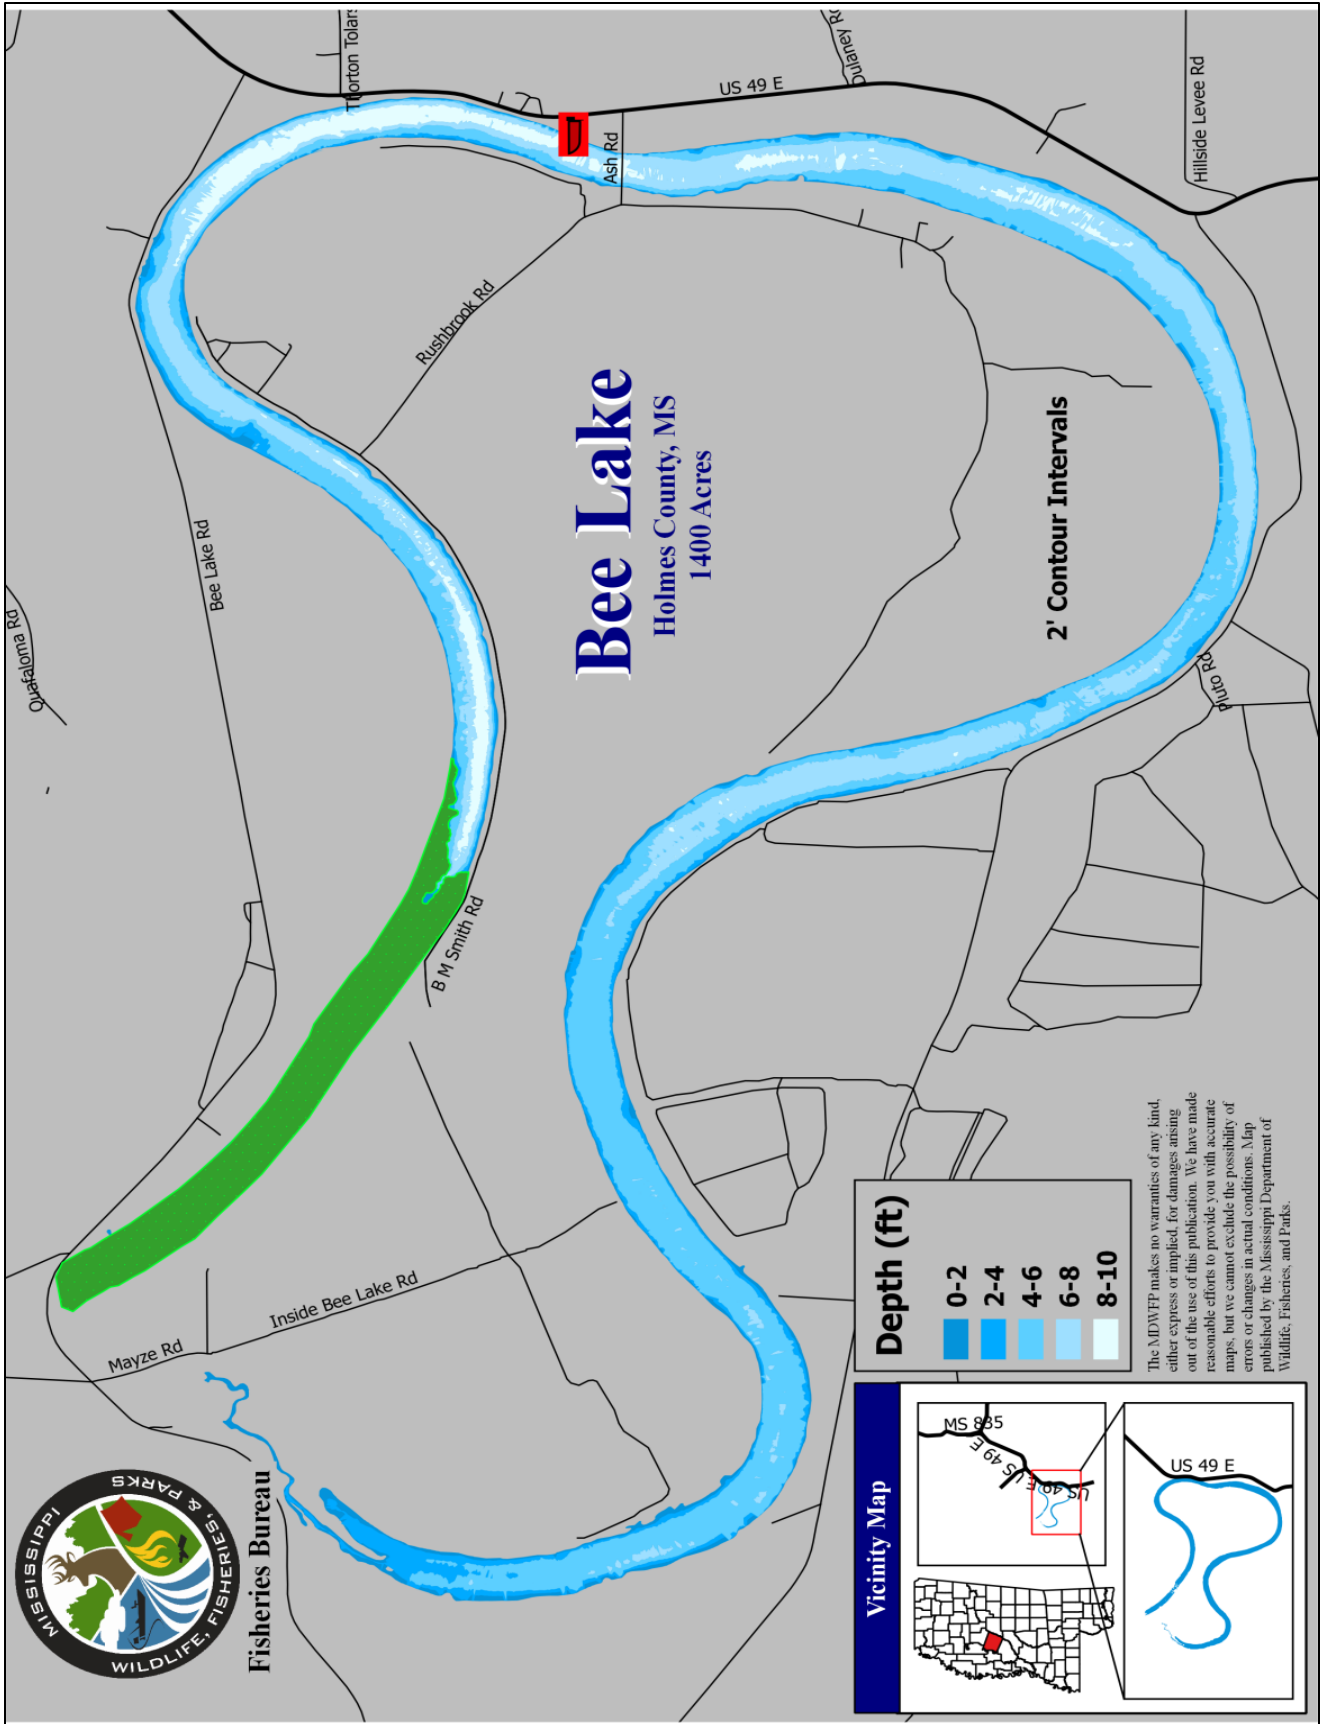 Bee Lake
Holmes County, MS
1400 Acres
2' Contour Intervals
Quafaloma Rd
Bee Lake Rd
Rushbrook Rd
Thorton Tolars
Ash Rd
US 49 E
Dulaney Ro
Hillside Levee Rd
Pluto Rd
B M Smith Rd
Inside Bee Lake Rd
Mayze Rd
MISSISSIPPI
WILDLIFE, FISHERIES, & PARKS
Fisheries Bureau
Depth (ft)
0-2
2-4
4-6
6-8
8-10
The MDWFP makes no warranties of any kind,
either express or implied, for damages arising
out of the use of this publication. We have made
reasonable efforts to provide you with accurate
maps, but we cannot exclude the possibility of
errors or changes in actual conditions. Map
published by the Mississippi Department of
Wildlife, Fisheries, and Parks.
Vicinity Map
MS 835
US 49 E
US 49 E
US 49 E